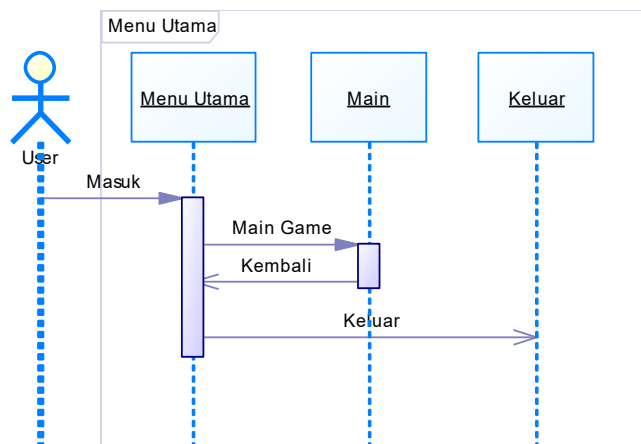 Menu Utama
User
Menu Utama
Main
Keluar
Masuk
Main Game
Kembali
Keluar